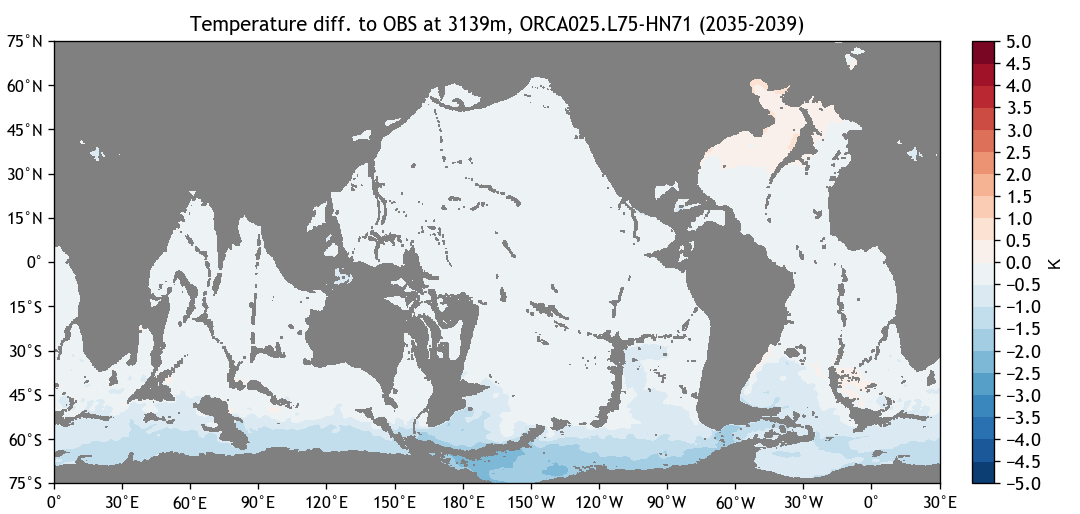 Temperature diff. to OBS at 3139m, ORCA025.L75-HN71 (2035-2039)
75°N
60°N
45°N
30°N
15°N
0°
15°S
30°S
45°S
60°S
75°S
0° 30°E 60°E 90°E 120°E 150°E 180°E 150°W 120°W 90°W 60°W 30°W 0° 30°E
5.0
4.5
4.0
3.5
3.0
2.5
2.0
1.5
1.0
0.5
0.0
−0.5
−1.0
−1.5
−2.0
−2.5
−3.0
−3.5
−4.0
−4.5
−5.0
K